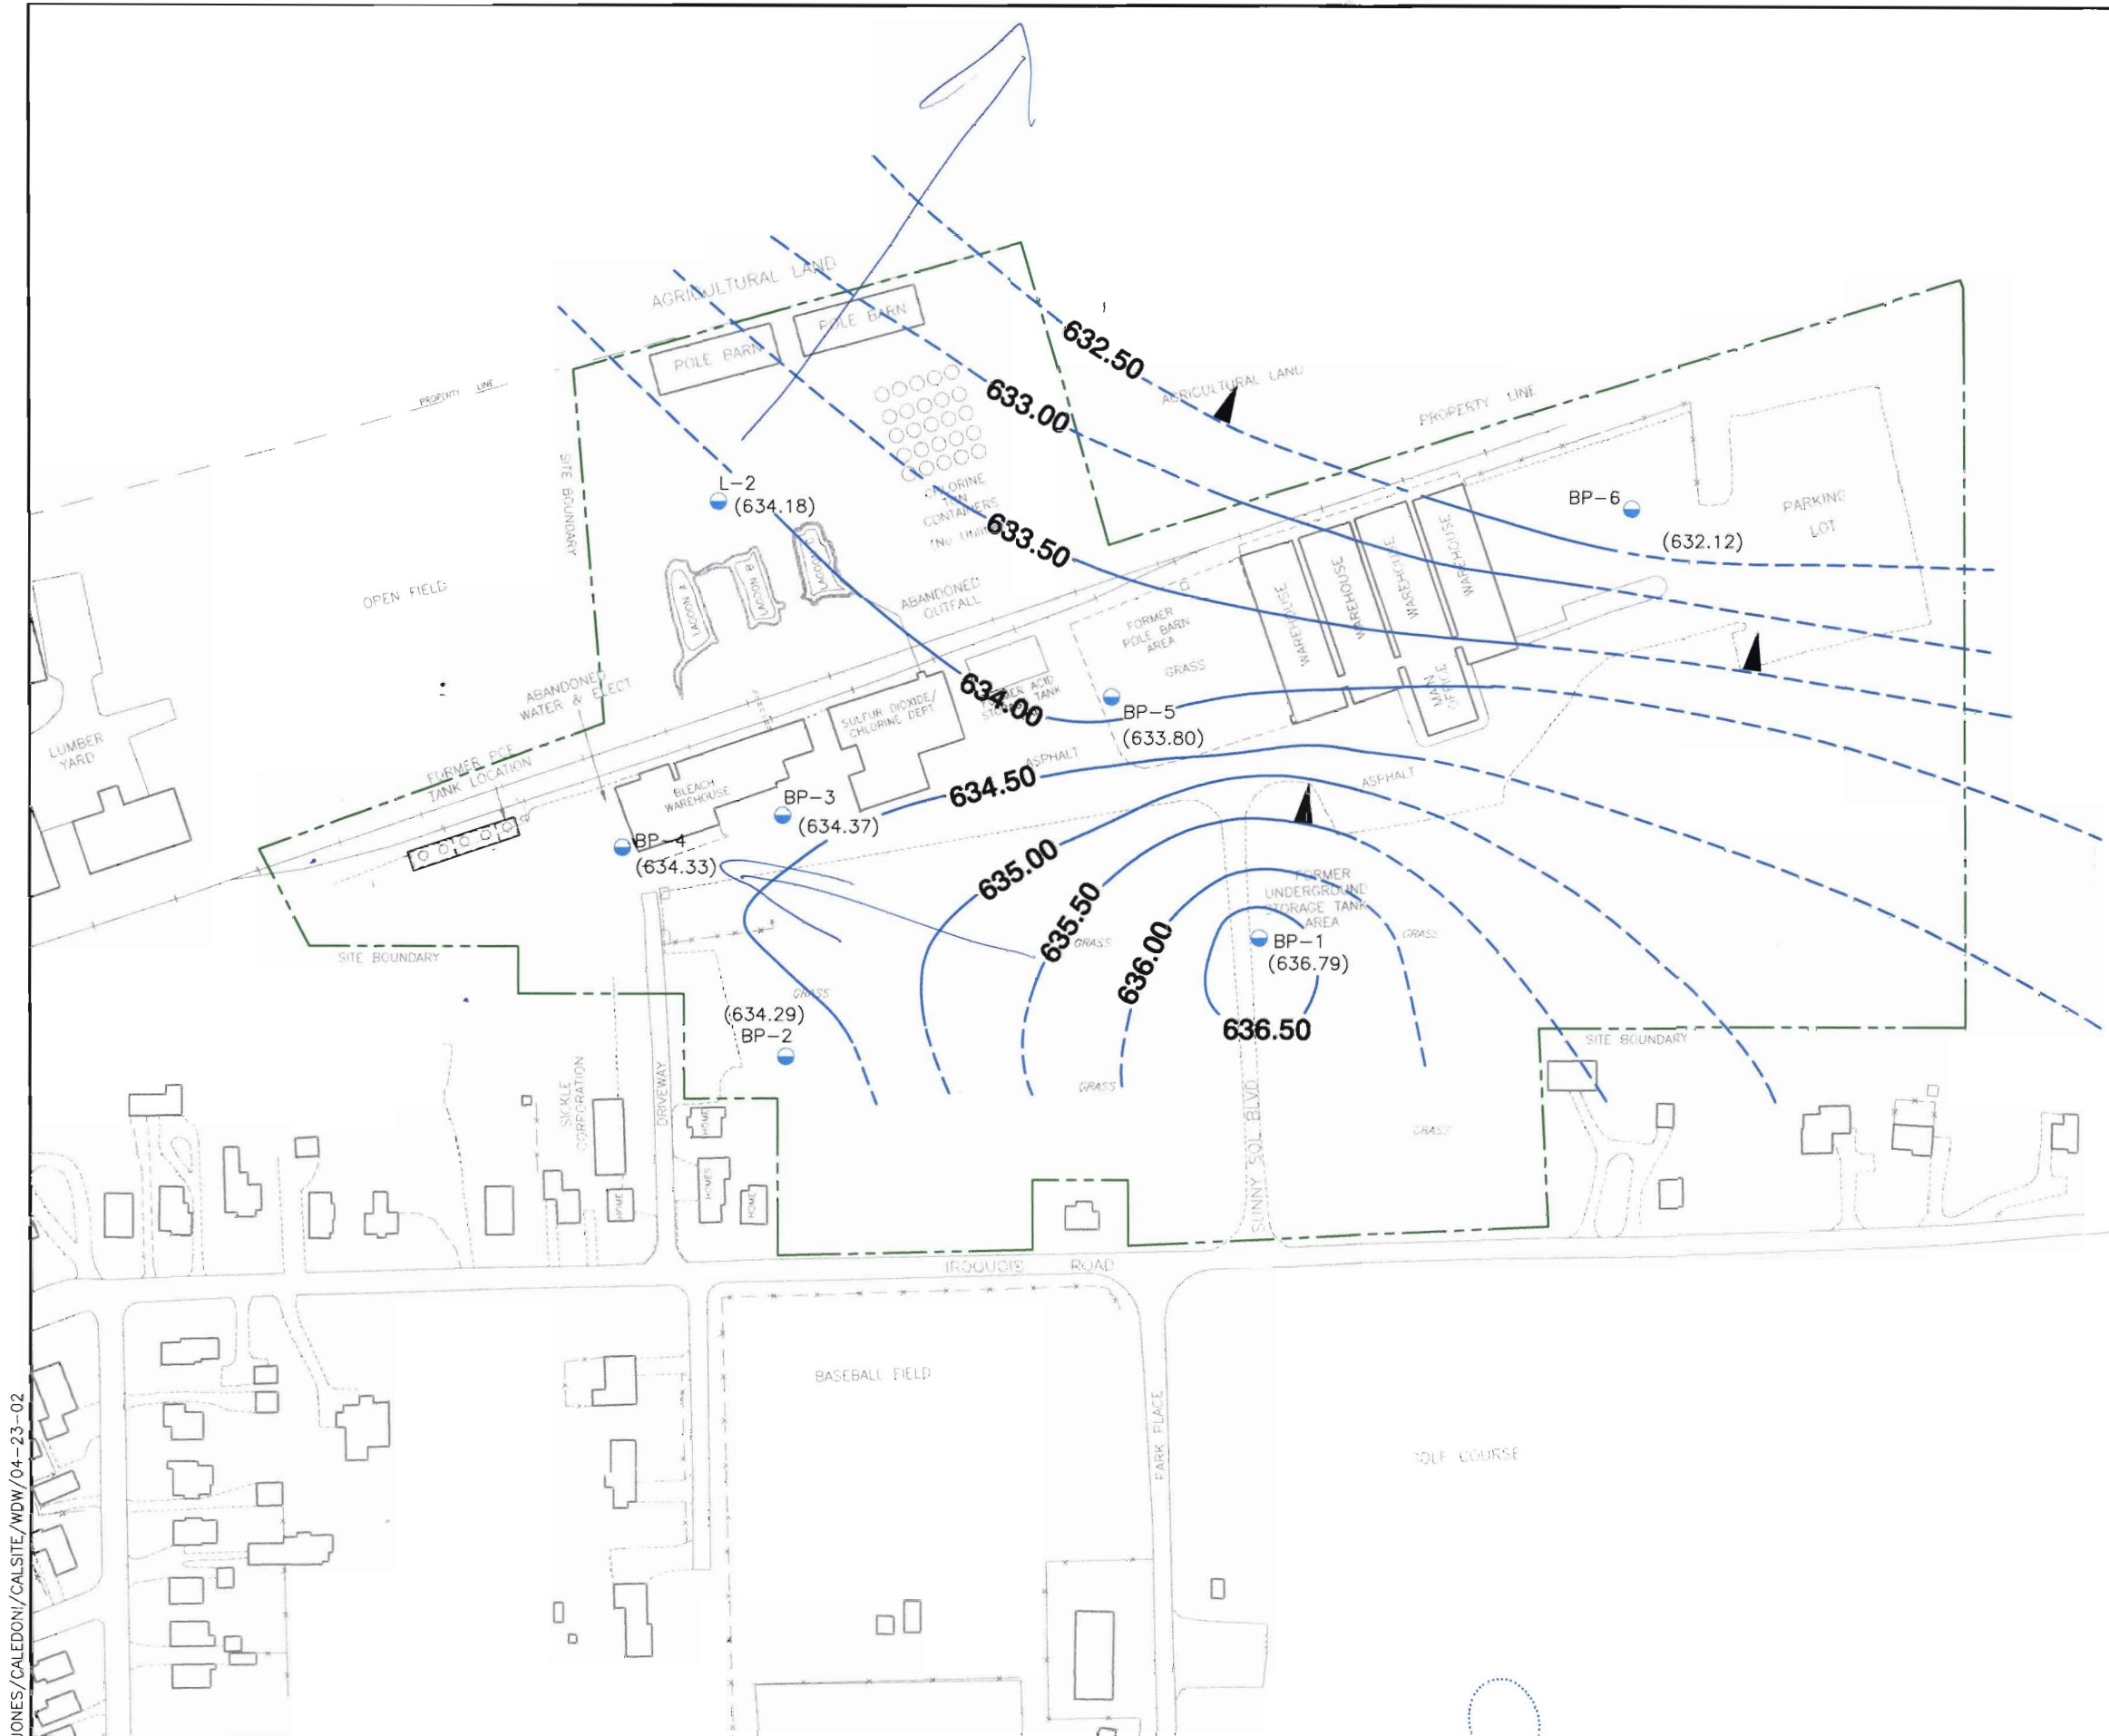 AGRICULTURAL LAND
POLE BARN
POLE BARN
PROPERTY LINE
632.50
AGRICULTURAL LAND
633.00
PROPERTY LINE
SITE BOUNDARY
L-2
(634.18)
CHLORINE
TON
CONTAINERS
633.50
BP-6
(632.12)
PARKING
LOT
OPEN FIELD
LAGOON A
LAGOON B
LAGOON
ABANDONED
OUTFALL
FORMER
POLE BARN
AREA
GRASS
WAREHOUSE
WAREHOUSE
WAREHOUSE
WAREHOUSE
MAIN
OFFICE
ABANDONED
WATER & ELECT
634.00
ACID
TANK
BP-5
(633.80)
SULFUR DIOXIDE/
CHLORINE DEPT.
LUMBER
YARD
FORMER
TANK LOCATION
BLEACH
WAREHOUSE
ASPHALT
ASPHALT
634.50
BP-3
(634.37)
BP-4
(634.33)
635.00
635.50
636.00
FORMER
UNDERGROUND
STORAGE TANK
AREA
BP-1
(636.79)
GRASS
GRASS
SITE BOUNDARY
GRASS
(634.29)
BP-2
636.50
SITE BOUNDARY
GRASS
GRASS
SICKLE
CORPORATION
DRIVEWAY
HOME
HOMES
HOME
HOME
SUNNY SOL BLVD.
IROQUOIS ROAD
BASEBALL FIELD
PARK PLACE
GOLF COURSE
JONES/CALEDONI/CALSITE/WDW/04-23-02